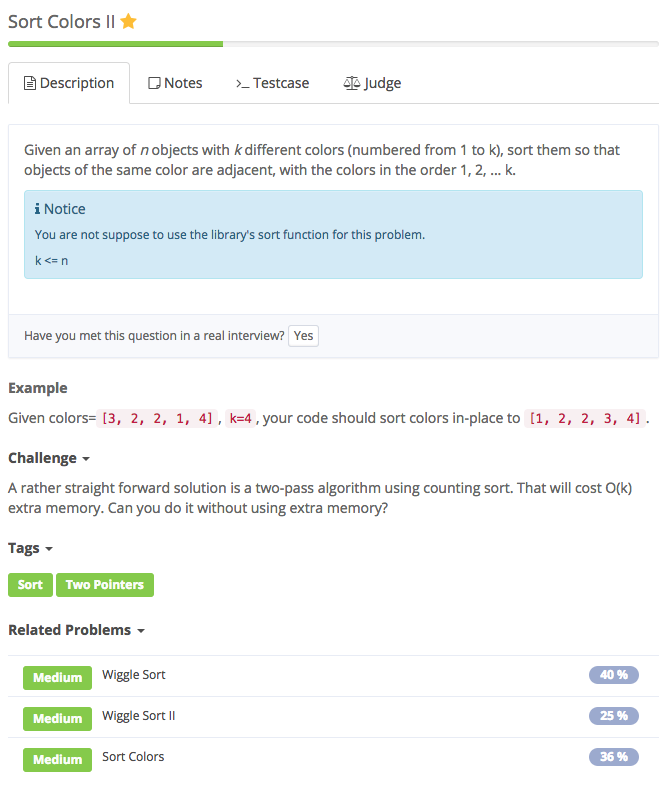 Sort Colors II
Description Notes >_ Testcase Judge
Given an array of n objects with k different colors (numbered from 1 to k), sort them so that
objects of the same color are adjacent, with the colors in the order 1, 2, ... k.
i Notice
You are not suppose to use the library's sort function for this problem.
k <= n
Have you met this question in a real interview? Yes
Example
Given colors= [3, 2, 2, 1, 4] , k=4 , your code should sort colors in-place to [1, 2, 2, 3, 4] .
Challenge
A rather straight forward solution is a two-pass algorithm using counting sort. That will cost O(k)
extra memory. Can you do it without using extra memory?
Tags
Sort Two Pointers
Related Problems
Medium Wiggle Sort 40 %
Medium Wiggle Sort II 25 %
Medium Sort Colors 36 %